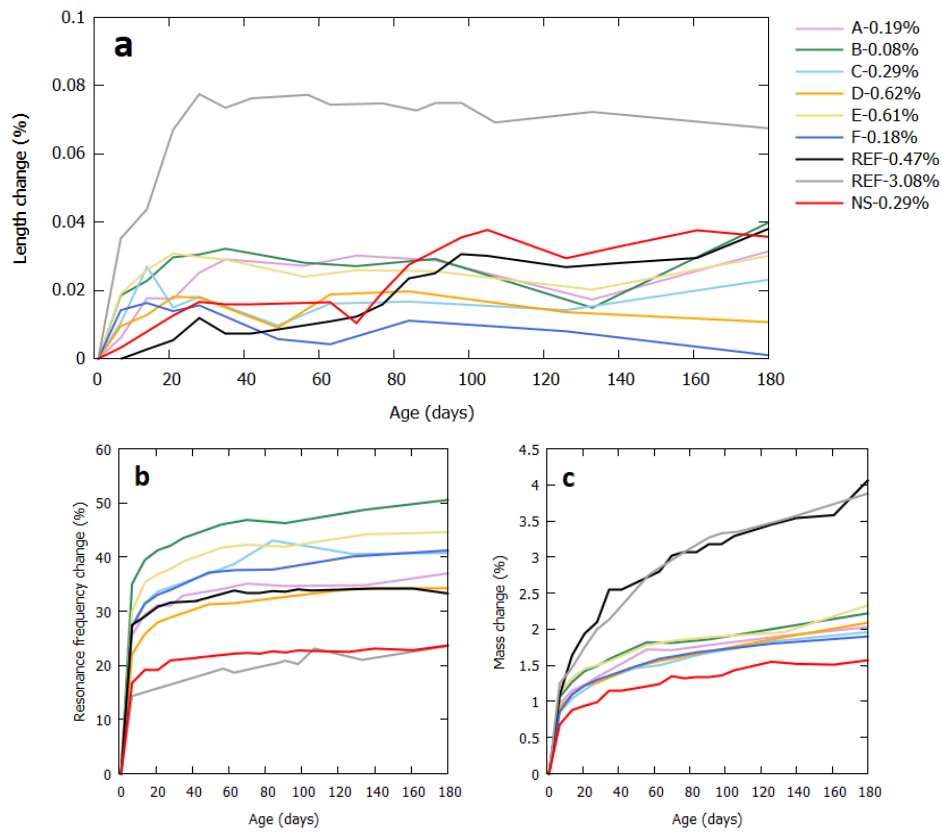 a
Length change (%)
0.1
0.08
0.06
0.04
0.02
0
0 20 40 60 80 100 120 140 160 180
Age (days)
A-0.19%
B-0.08%
C-0.29%
D-0.62%
E-0.61%
F-0.18%
REF-0.47%
REF-3.08%
NS-0.29%
b
Resonance frequency change (%)
60
50
40
30
20
10
0
0 20 40 60 80 100 120 140 160 180
Age (days)
c
Mass change (%)
4.5
4
3.5
3
2.5
2
1.5
1
0.5
0
0 20 40 60 80 100 120 140 160 180
Age (days)